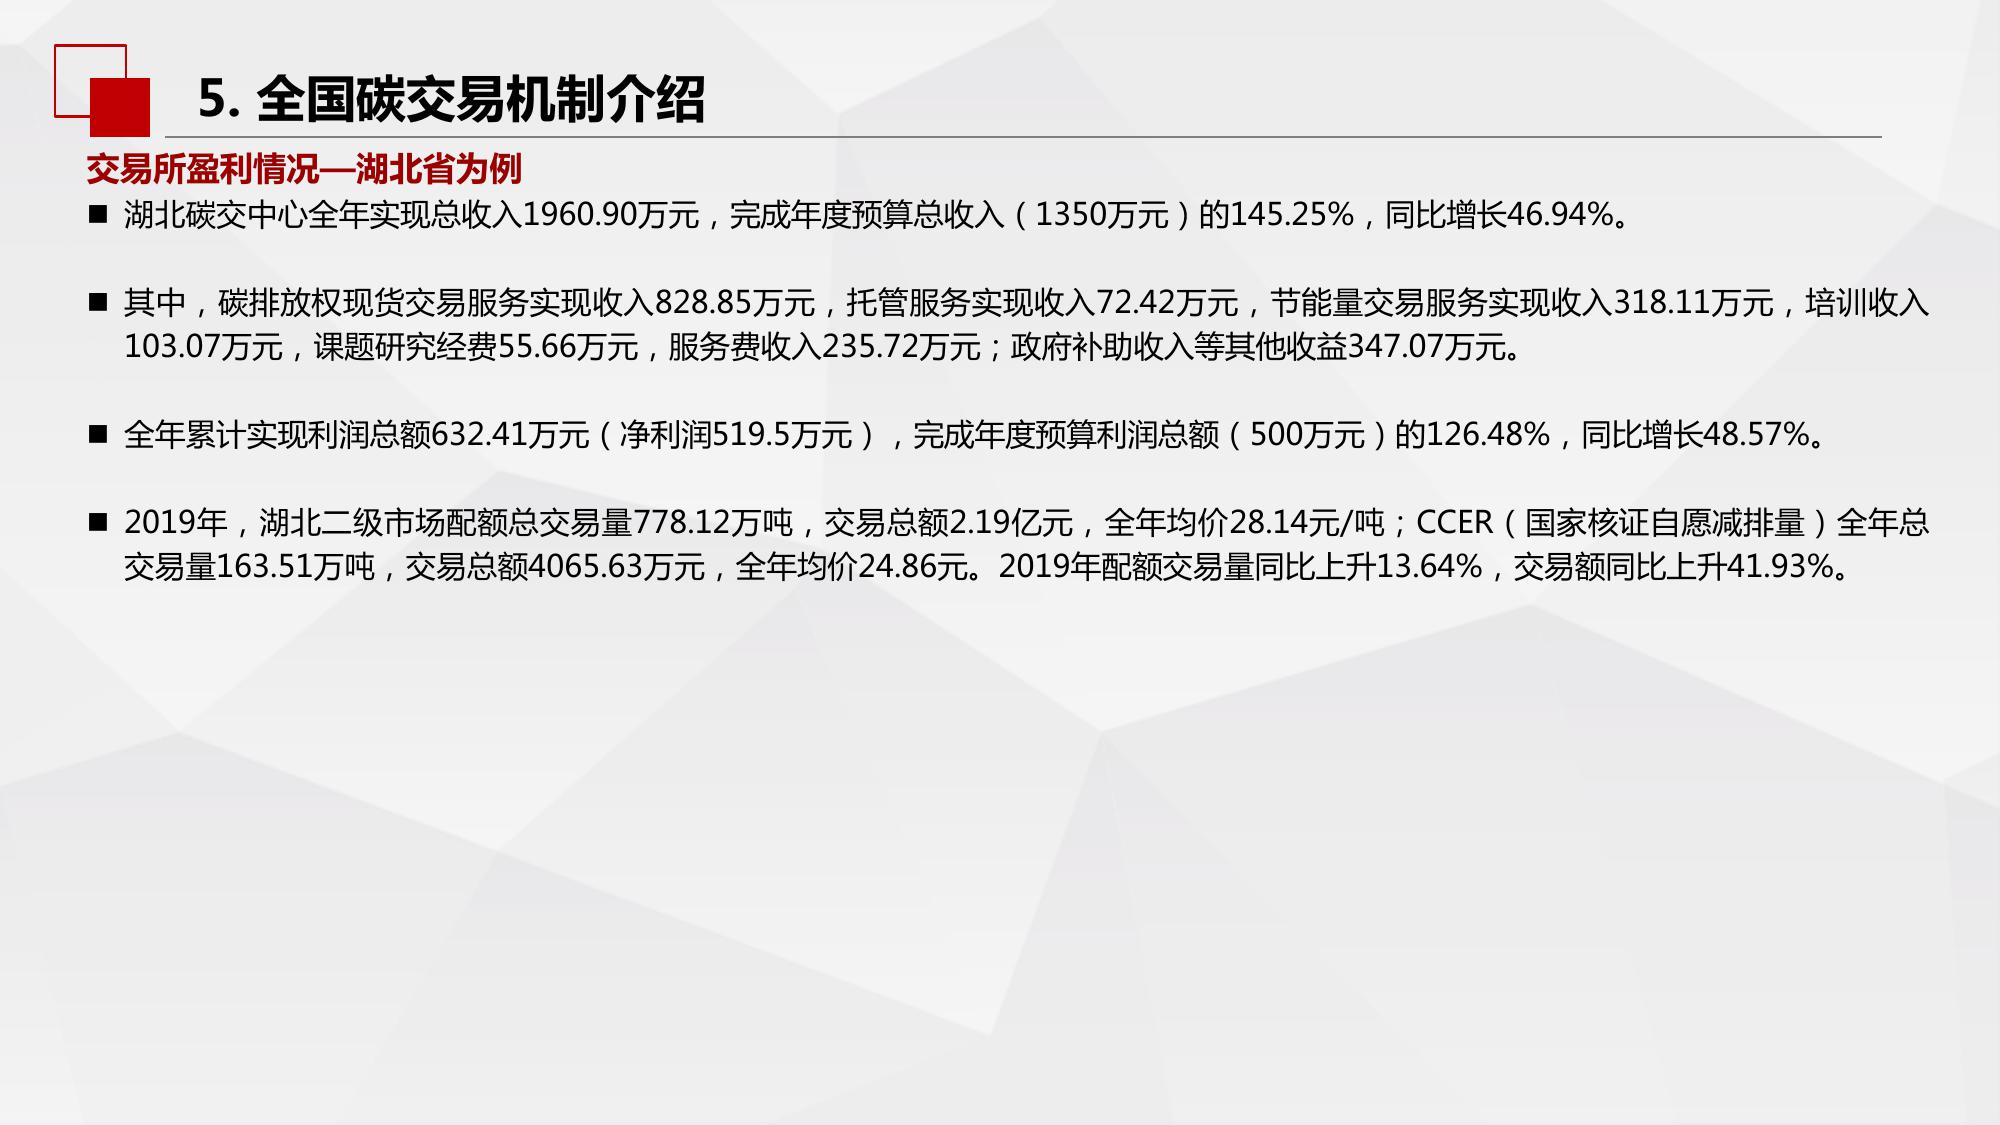 5. 全国碳交易机制介绍
交易所盈利情况—湖北省为例
■ 湖北碳交中心全年实现总收入1960.90万元，完成年度预算总收入（1350万元）的145.25%，同比增长46.94%。
■ 其中，碳排放权现货交易服务实现收入828.85万元，托管服务实现收入72.42万元，节能量交易服务实现收入318.11万元，培训收入
103.07万元，课题研究经费55.66万元，服务费收入235.72万元；政府补助收入等其他收益347.07万元。
■ 全年累计实现利润总额632.41万元（净利润519.5万元），完成年度预算利润总额（500万元）的126.48%，同比增长48.57%。
■ 2019年，湖北二级市场配额总交易量778.12万吨，交易总额2.19亿元，全年均价28.14元/吨；CCER（国家核证自愿减排量）全年总
交易量163.51万吨，交易总额4065.63万元，全年均价24.86元。2019年配额交易量同比上升13.64%，交易额同比上升41.93%。